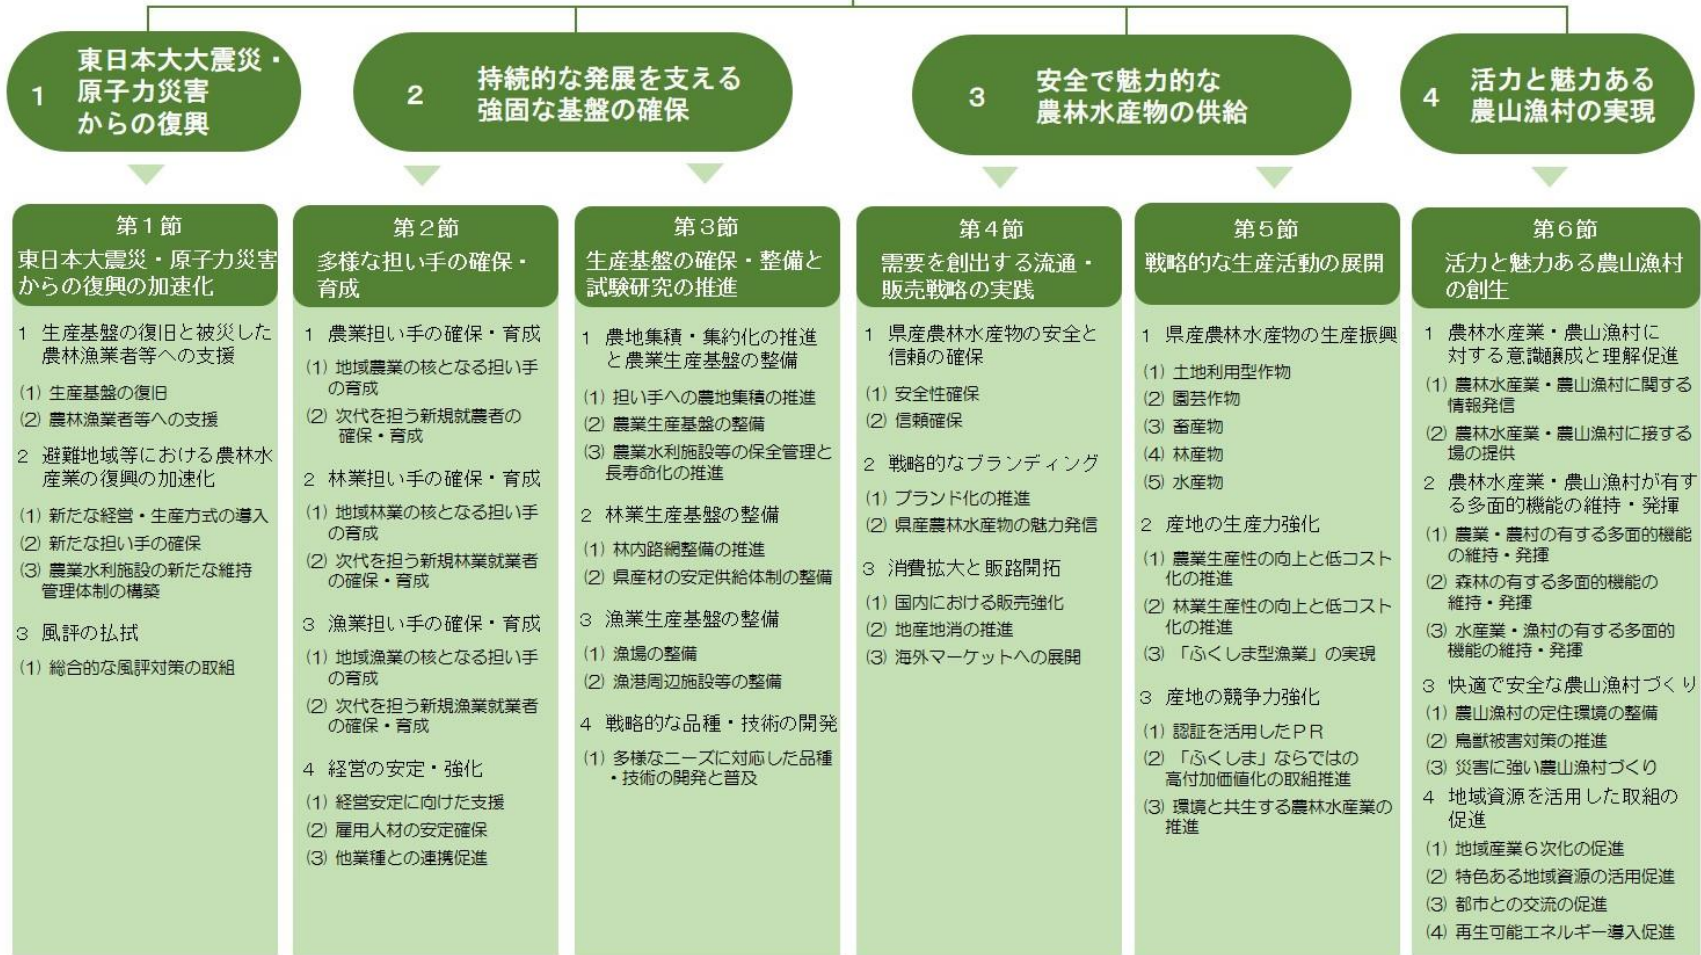 1
東日本大大震災・
原子力災害
からの復興
2
持続的な発展を支える
強固な基盤の確保
3
安全で魅力的な
農林水産物の供給
4
活力と魅力ある
農山漁村の実現
第1節
東日本大震災・原子力災害
からの復興の加速化
1 生産基盤の復旧と被災した
農林漁業者等への支援
(1) 生産基盤の復旧
(2) 農林漁業者等への支援
2 避難地域等における農林水
産業の復興の加速化
(1) 新たな経営・生産方式の導入
(2) 新たな担い手の確保
(3) 農業水利施設の新たな維持
管理体制の構築
3 風評の払拭
(1) 総合的な風評対策の取組
第2節
多様な担い手の確保・
育成
1 農業担い手の確保・育成
(1) 地域農業の核となる担い手
の育成
(2) 次代を担う新規就農者の
確保・育成
2 林業担い手の確保・育成
(1) 地域林業の核となる担い手
の育成
(2) 次代を担う新規林業就業者
の確保・育成
3 漁業担い手の確保・育成
(1) 地域漁業の核となる担い手
の育成
(2) 次代を担う新規漁業就業者
の確保・育成
4 経営の安定・強化
(1) 経営安定に向けた支援
(2) 雇用人材の安定確保
(3) 他業種との連携促進
第3節
生産基盤の確保・整備と
試験研究の推進
1 農地集積・集約化の推進
と農業生産基盤の整備
(1) 担い手への農地集積の推進
(2) 農業生産基盤の整備
(3) 農業水利施設等の保全管理と
長寿命化の推進
2 林業生産基盤の整備
(1) 林内路網整備の推進
(2) 県産材の安定供給体制の整備
3 漁業生産基盤の整備
(1) 漁場の整備
(2) 漁港周辺施設等の整備
4 戦略的な品種・技術の開発
(1) 多様なニーズに対応した品種
・技術の開発と普及
第4節
需要を創出する流通・
販売戦略の実践
1 県産農林水産物の安全と
信頼の確保
(1) 安全性確保
(2) 信頼確保
2 戦略的なブランディング
(1) ブランド化の推進
(2) 県産農林水産物の魅力発信
3 消費拡大と販路開拓
(1) 国内における販売強化
(2) 地産地消の推進
(3) 海外マーケットへの展開
第5節
戦略的な生産活動の展開
1 県産農林水産物の生産振興
(1) 土地利用型作物
(2) 園芸作物
(3) 畜産物
(4) 林産物
(5) 水産物
2 産地の生産力強化
(1) 農業生産性の向上と低コスト
化の推進
(2) 林業生産性の向上と低コスト
化の推進
(3) 「ふくしま型漁業」の実現
3 産地の競争力強化
(1) 認証を活用したＰＲ
(2) 「ふくしま」ならではの
高付加価値化の取組推進
(3) 環境と共生する農林水産業の
推進
第6節
活力と魅力ある農山漁村
の創生
1 農林水産業・農山漁村に
対する意識醸成と理解促進
(1) 農林水産業・農山漁村に関する
情報発信
(2) 農林水産業・農山漁村に接する
場の提供
2 農林水産業・農山漁村が有す
る多面的機能の維持・発揮
(1) 農業・農村の有する多面的機能
の維持・発揮
(2) 森林の有する多面的機能の
維持・発揮
(3) 水産業・漁村の有する多面的
機能の維持・発揮
3 快適で安全な農山漁村づくり
(1) 農山漁村の定住環境の整備
(2) 鳥獣被害対策の推進
(3) 災害に強い農山漁村づくり
4 地域資源を活用した取組の
促進
(1) 地域産業６次化の促進
(2) 特色ある地域資源の活用促進
(3) 都市との交流の促進
(4) 再生可能エネルギー導入促進